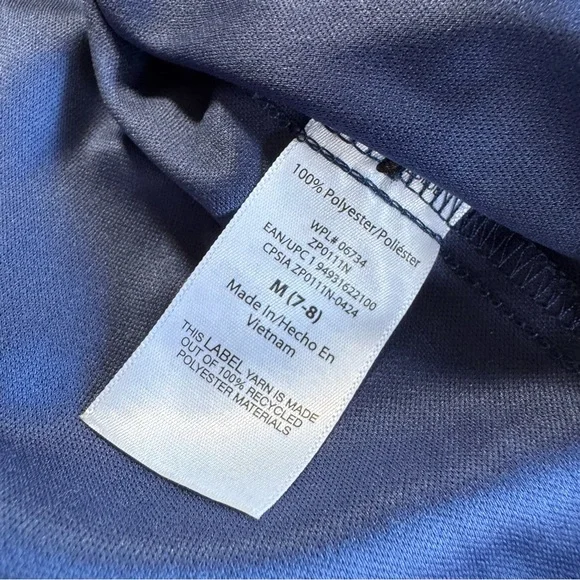 100% Polyester/Poliéster
WPL# 06734
ZP0111N
EAN/UPC 1 94931622100
CPSIA ZP0111N-0424
M (7-8)
Made In/Hecho En
Vietnam
THIS LABEL YARN IS MADE
OUT OF 100% RECYCLED
POLYESTER MATERIALS